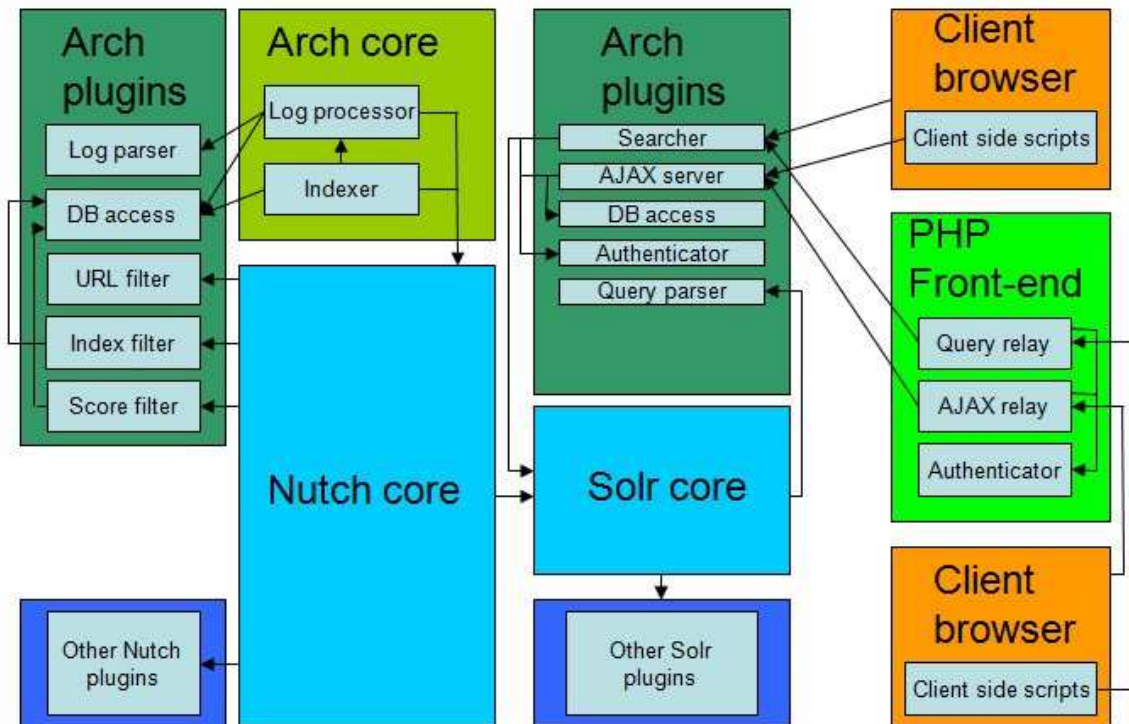 Arch
plugins
Log parser
DB access
URL filter
Index filter
Score filter
Arch core
Log processor
Indexer
Nutch core
Other Nutch
plugins
Arch
plugins
Searcher
AJAX server
DB access
Authenticator
Query parser
Solr core
Other Solr
plugins
Client
browser
Client side scripts
PHP
Front-end
Query relay
AJAX relay
Authenticator
Client
browser
Client side scripts